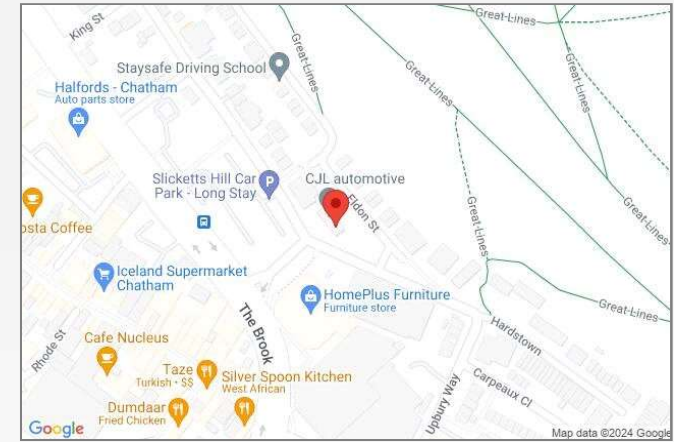 King St
Great-Lines
Great-Lines
Great-Lines
Great-Lines
Staysafe Driving School
Halfords - Chatham
Auto parts store
Slicketts Hill Car
Park - Long Stay
P
CJL automotive
Eldon St
Great-Lines
Great-Lines
osta Coffee
Iceland Supermarket
Chatham
HomePlus Furniture
Furniture store
Great-Lines
Hardstown
The Brook
Rhode St
Cafe Nucleus
Taze
Turkish • $$
Silver Spoon Kitchen
West African
Dumdaar
Fried Chicken
Upbury Way
Carpeaux Cl
Google
Map data ©2024 Google